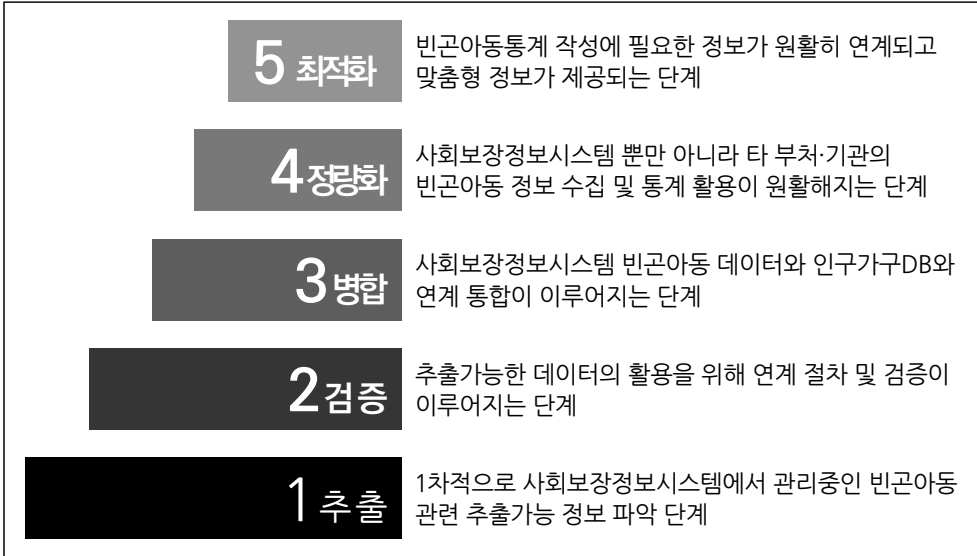 5 최적화
빈곤아동통계 작성에 필요한 정보가 원활히 연계되고
맞춤형 정보가 제공되는 단계
4 정량화
사회보장정보시스템 뿐만 아니라 타 부처·기관의
빈곤아동 정보 수집 및 통계 활용이 원활해지는 단계
3 병합
사회보장정보시스템 빈곤아동 데이터와 인구가구DB와
연계 통합이 이루어지는 단계
2 검증
추출가능한 데이터의 활용을 위해 연계 절차 및 검증이
이루어지는 단계
1 추출
1차적으로 사회보장정보시스템에서 관리중인 빈곤아동
관련 추출가능 정보 파악 단계